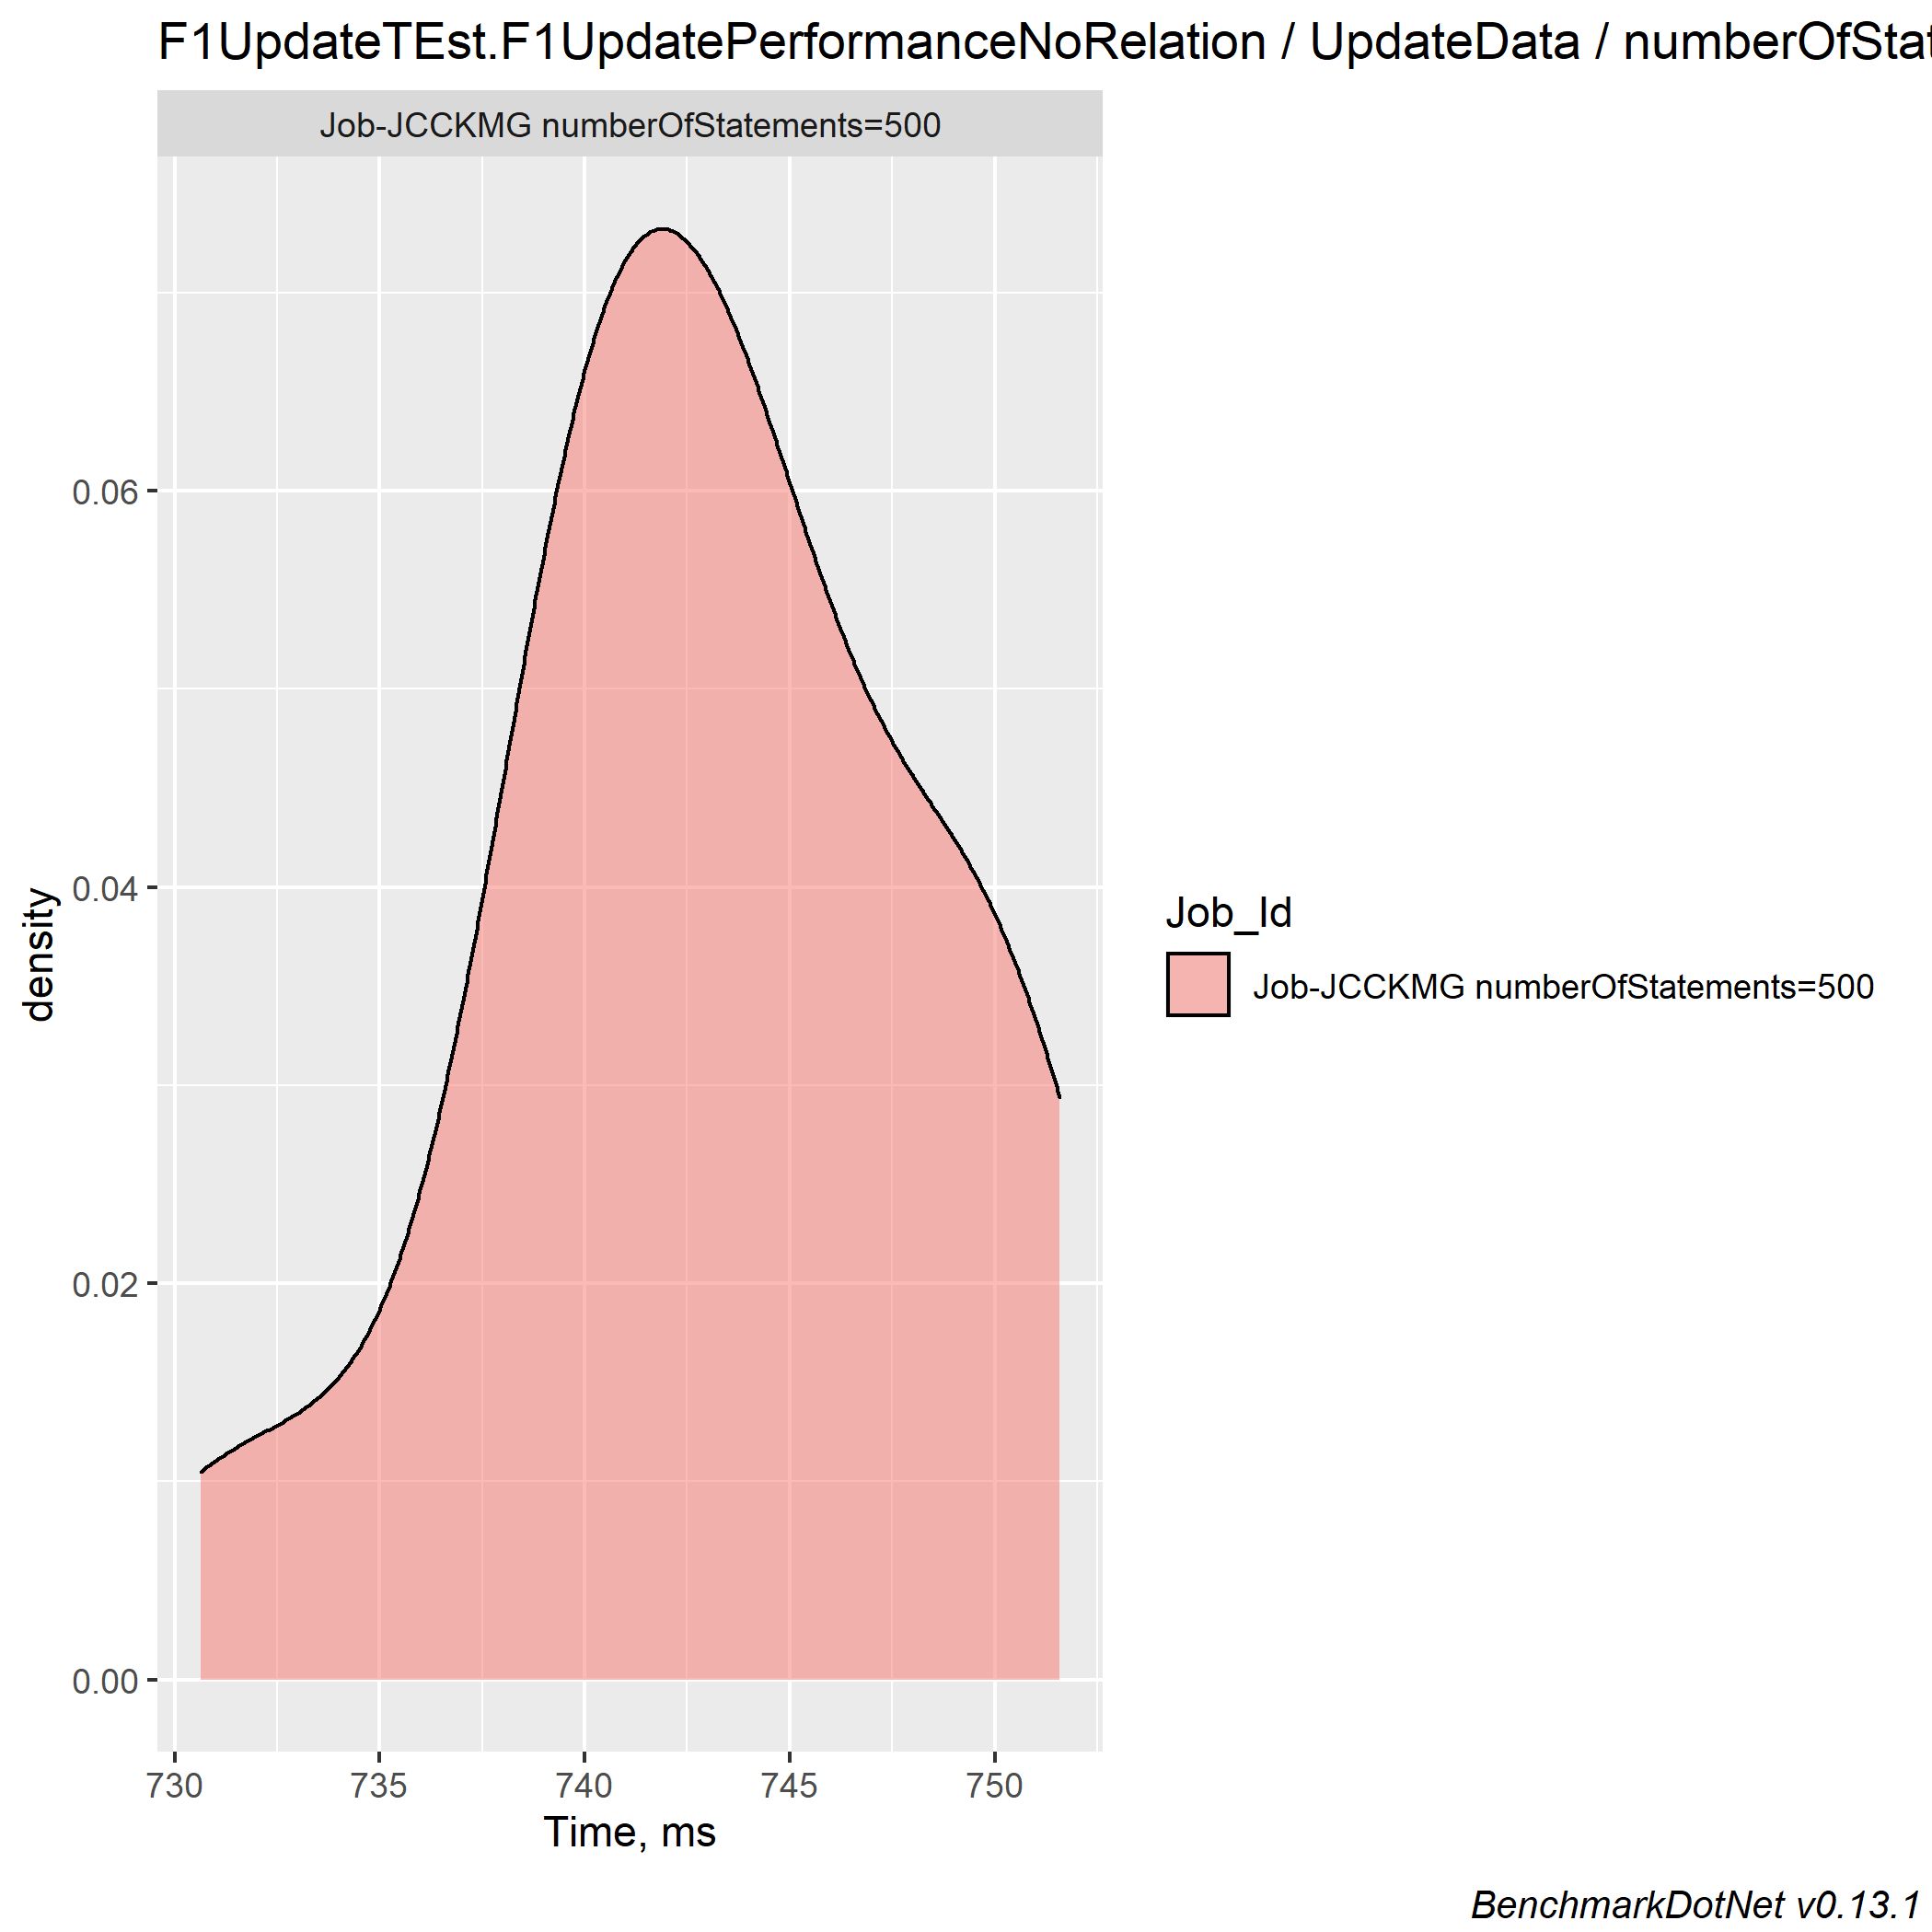 F1UpdateTEst.F1UpdatePerformanceNoRelation / UpdateData / numberOfStat
Job-JCCKMG numberOfStatements=500
0.06
0.04
0.02
0.00
density
730 735 740 745 750
Time, ms
Job_Id
Job-JCCKMG numberOfStatements=500
BenchmarkDotNet v0.13.1